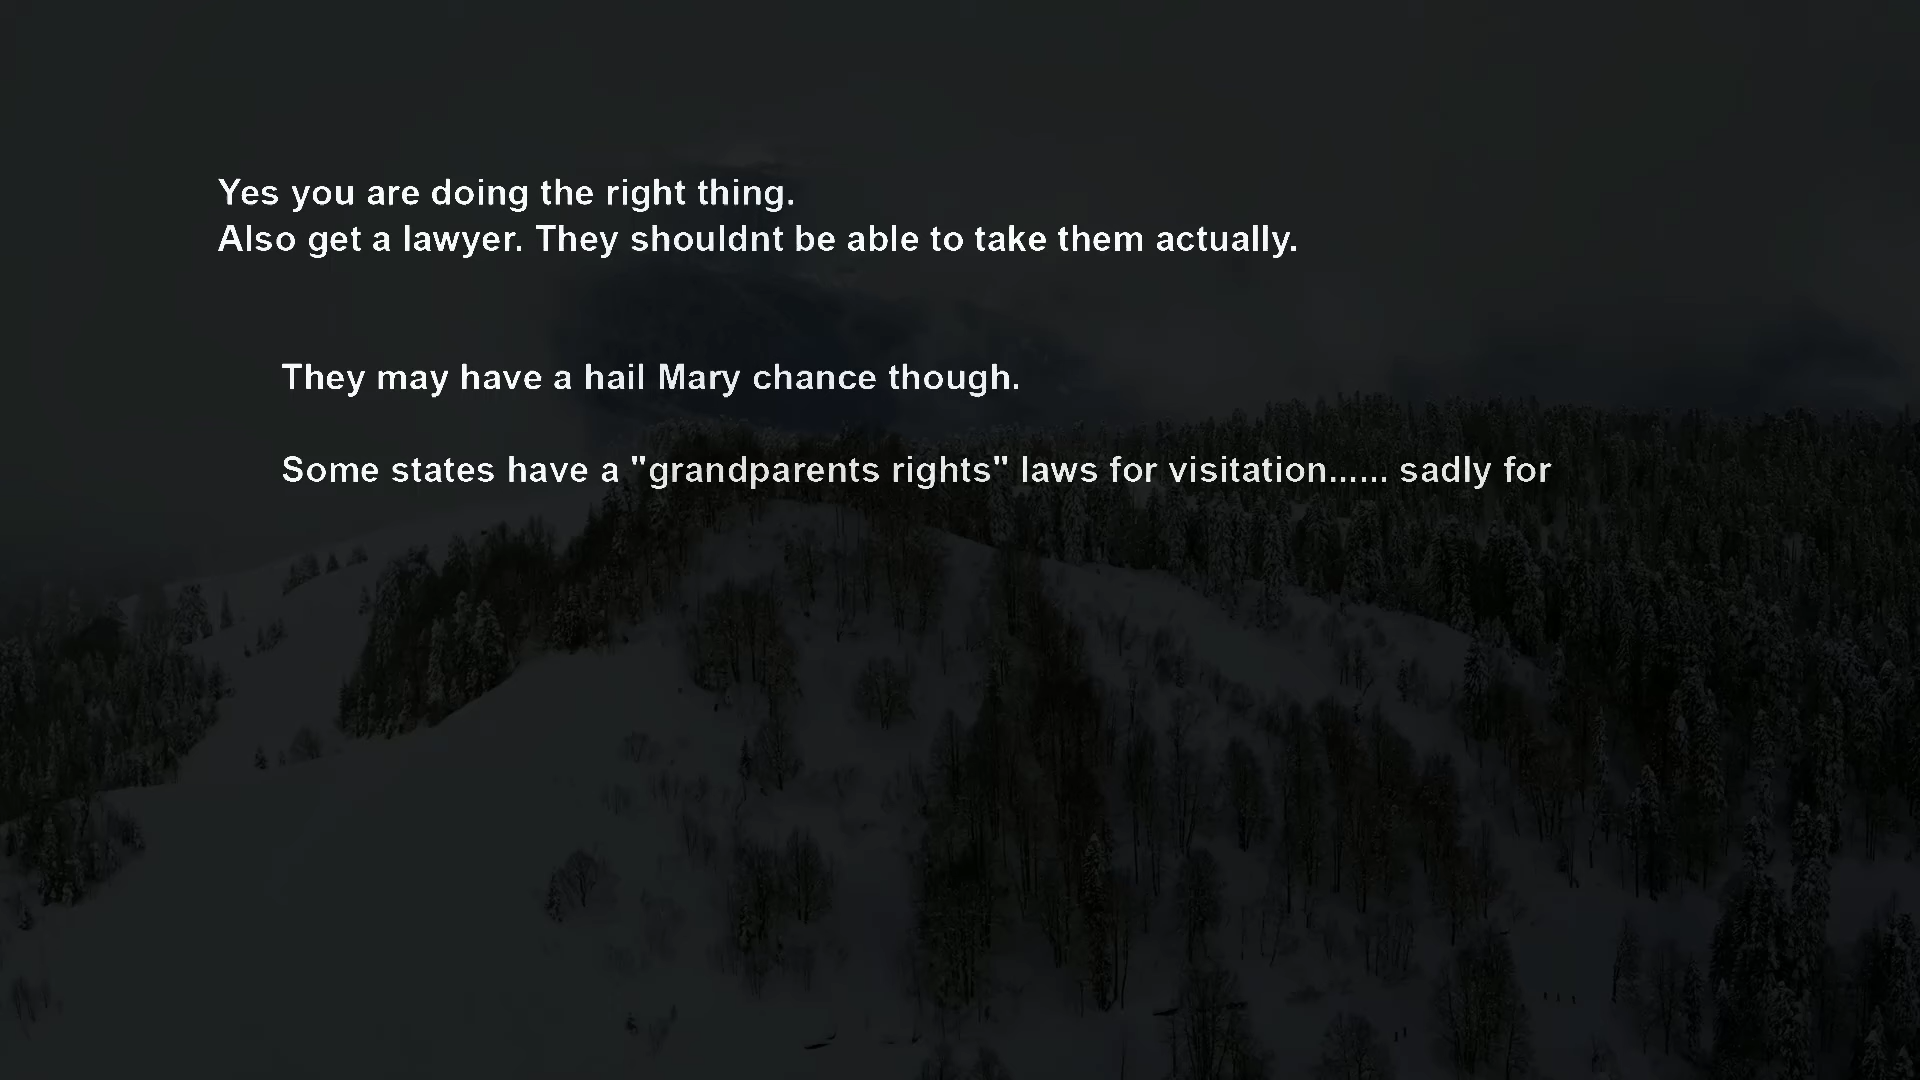 Yes you are doing the right thing.
Also get a lawyer. They shouldnt be able to take them actually.
They may have a hail Mary chance though.
Some states have a "grandparents rights" laws for visitation...... sadly for